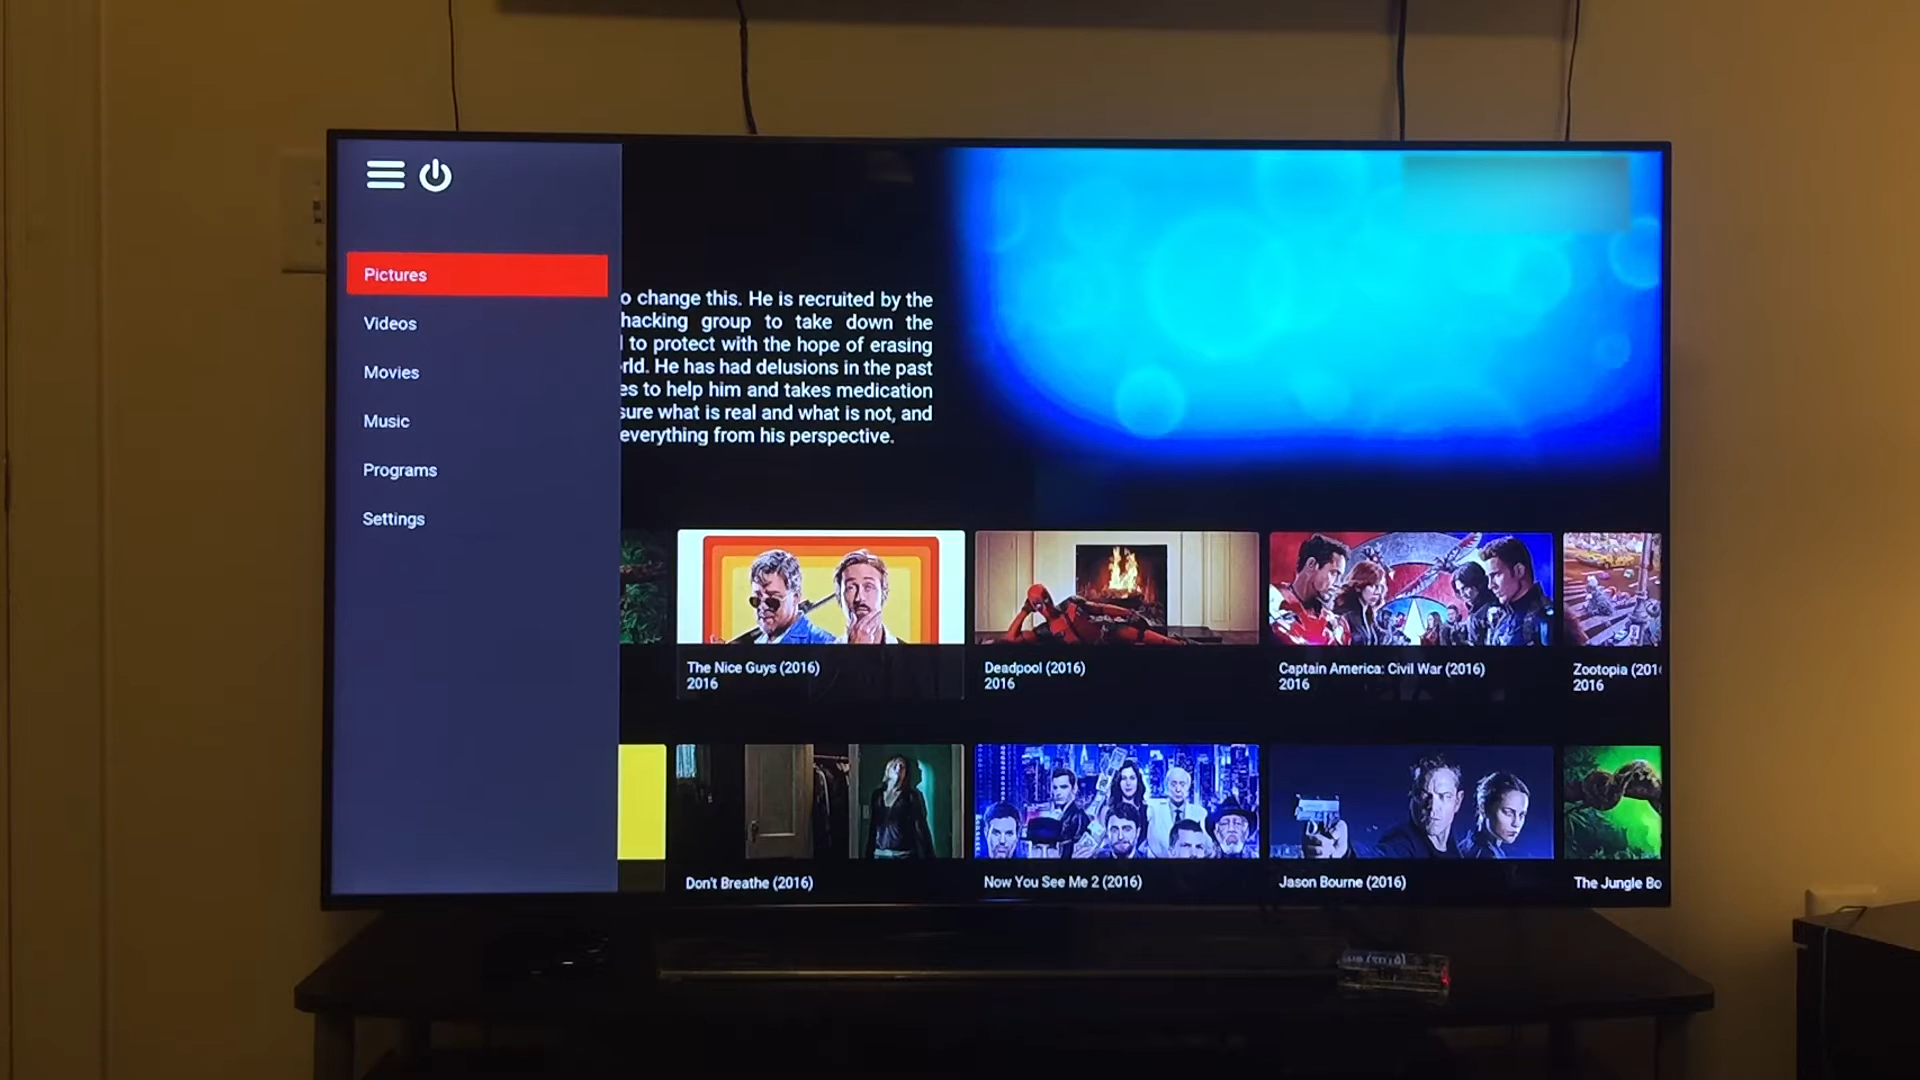 Pictures
Videos
Movies
Music
Programs
Settings
o change this. He is recruited by the
hacking group to take down the
to protect with the hope of erasing
rld. He has had delusions in the past
es to help him and takes medication
sure what is real and what is not, and
everything from his perspective.
The Nice Guys (2016)
2016
Deadpool (2016)
2016
Captain America: Civil War (2016)
2016
Zootopia (201
2016
Don't Breathe (2016)
Now You See Me 2 (2016)
Jason Bourne (2016)
The Jungle Bo